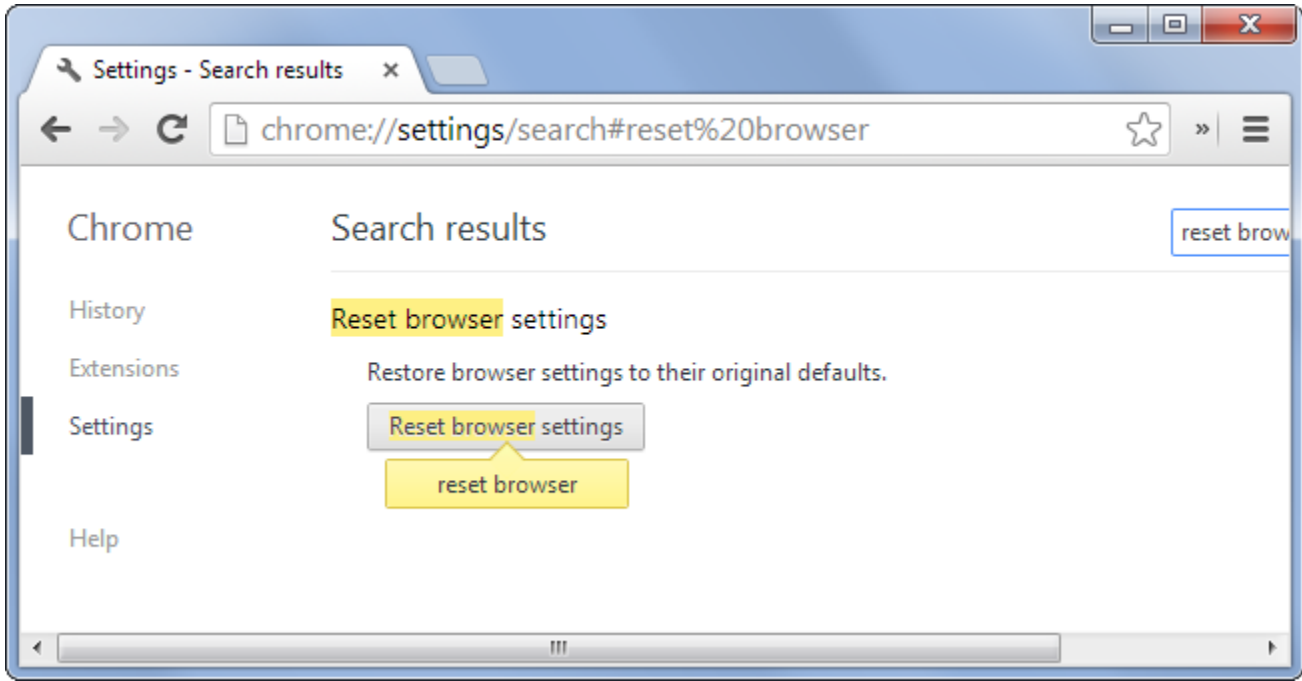 Settings - Search results
chrome://settings/search#reset%20browser
Chrome
Search results
reset brow
History
Reset browser settings
Extensions
Restore browser settings to their original defaults.
Settings
Reset browser settings
reset browser
Help